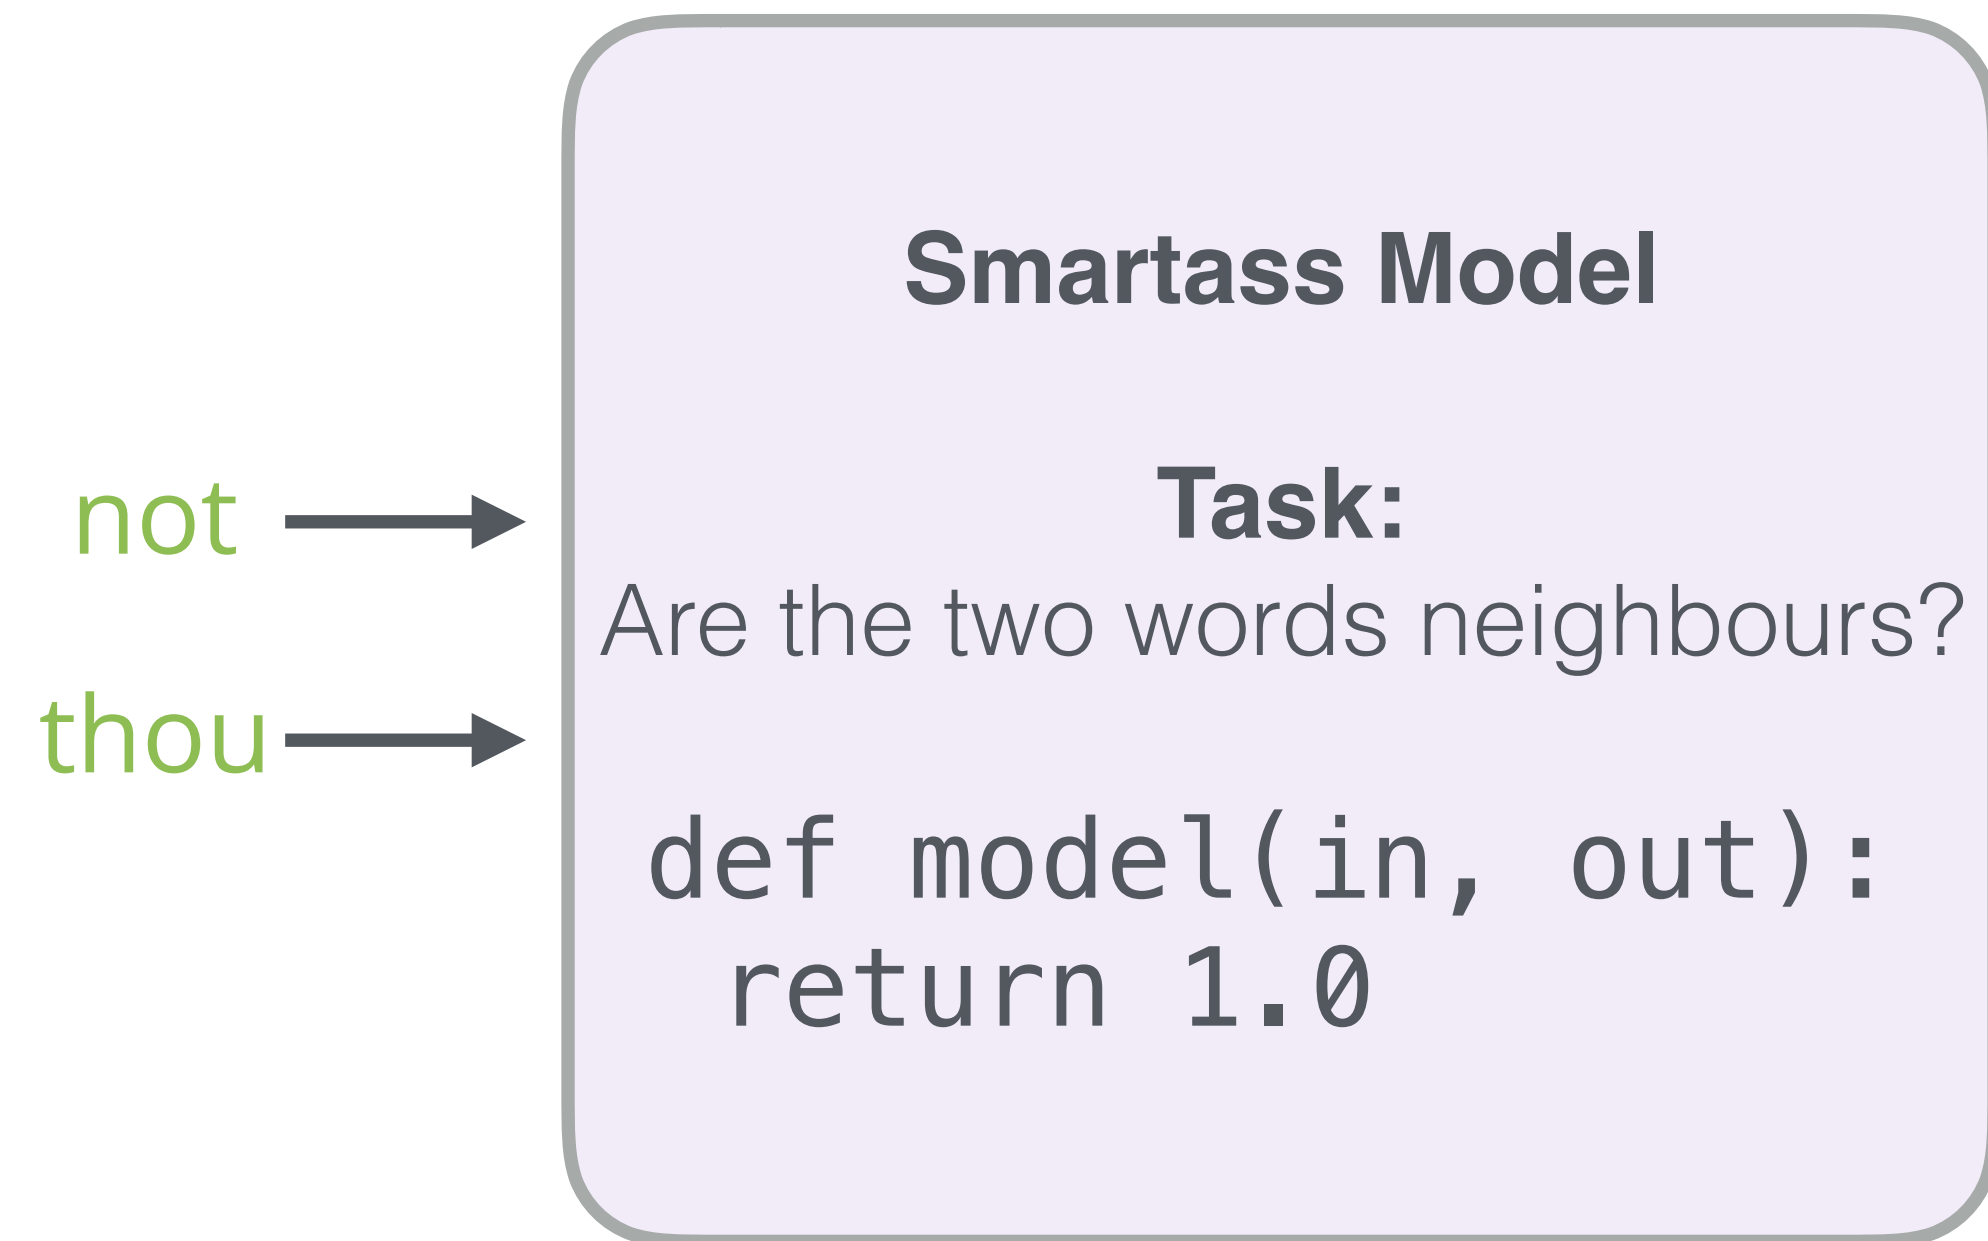 Smartass Model
not
Task:
Are the two words neighbours?
thou
def model(in, out):
return 1.0